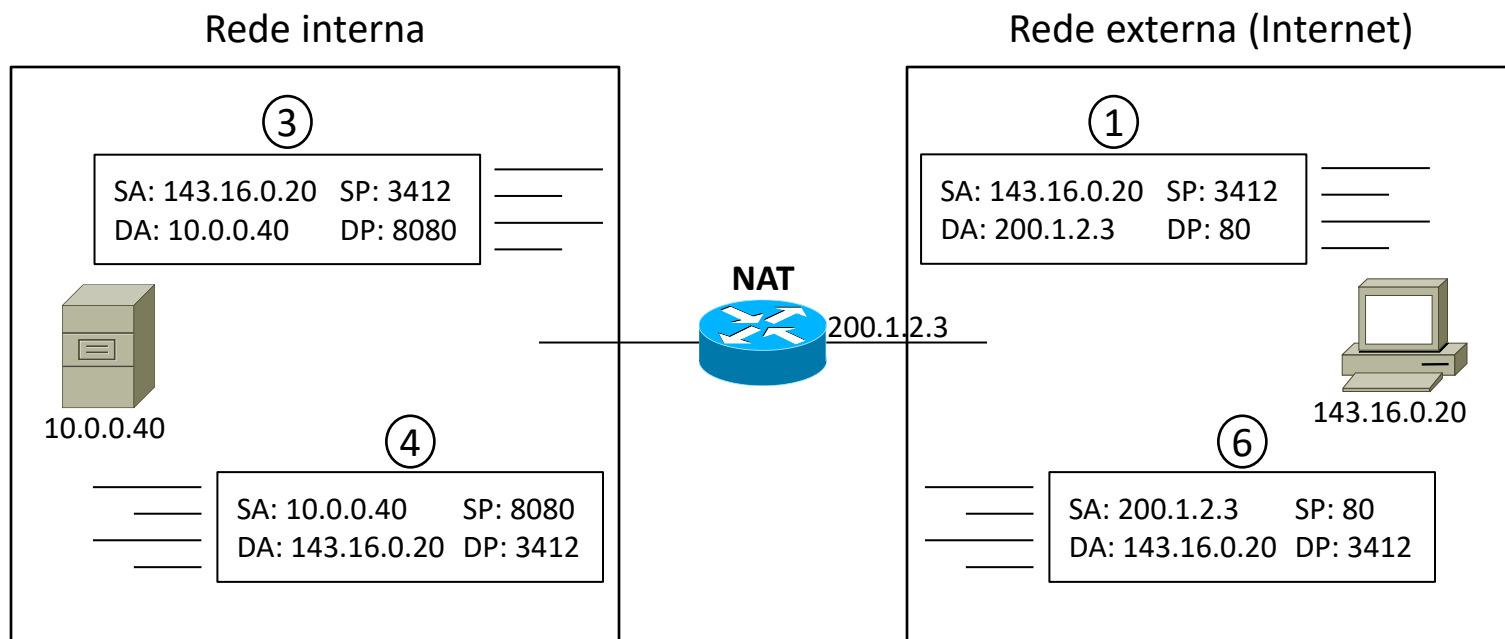 Rede interna
Rede externa (Internet)
3
SA: 143.16.0.20 SP: 3412
DA: 10.0.0.40 DP: 8080
1
SA: 143.16.0.20 SP: 3412
DA: 200.1.2.3 DP: 80
NAT
200.1.2.3
10.0.0.40
143.16.0.20
4
SA: 10.0.0.40 SP: 8080
DA: 143.16.0.20 DP: 3412
6
SA: 200.1.2.3 SP: 80
DA: 143.16.0.20 DP: 3412